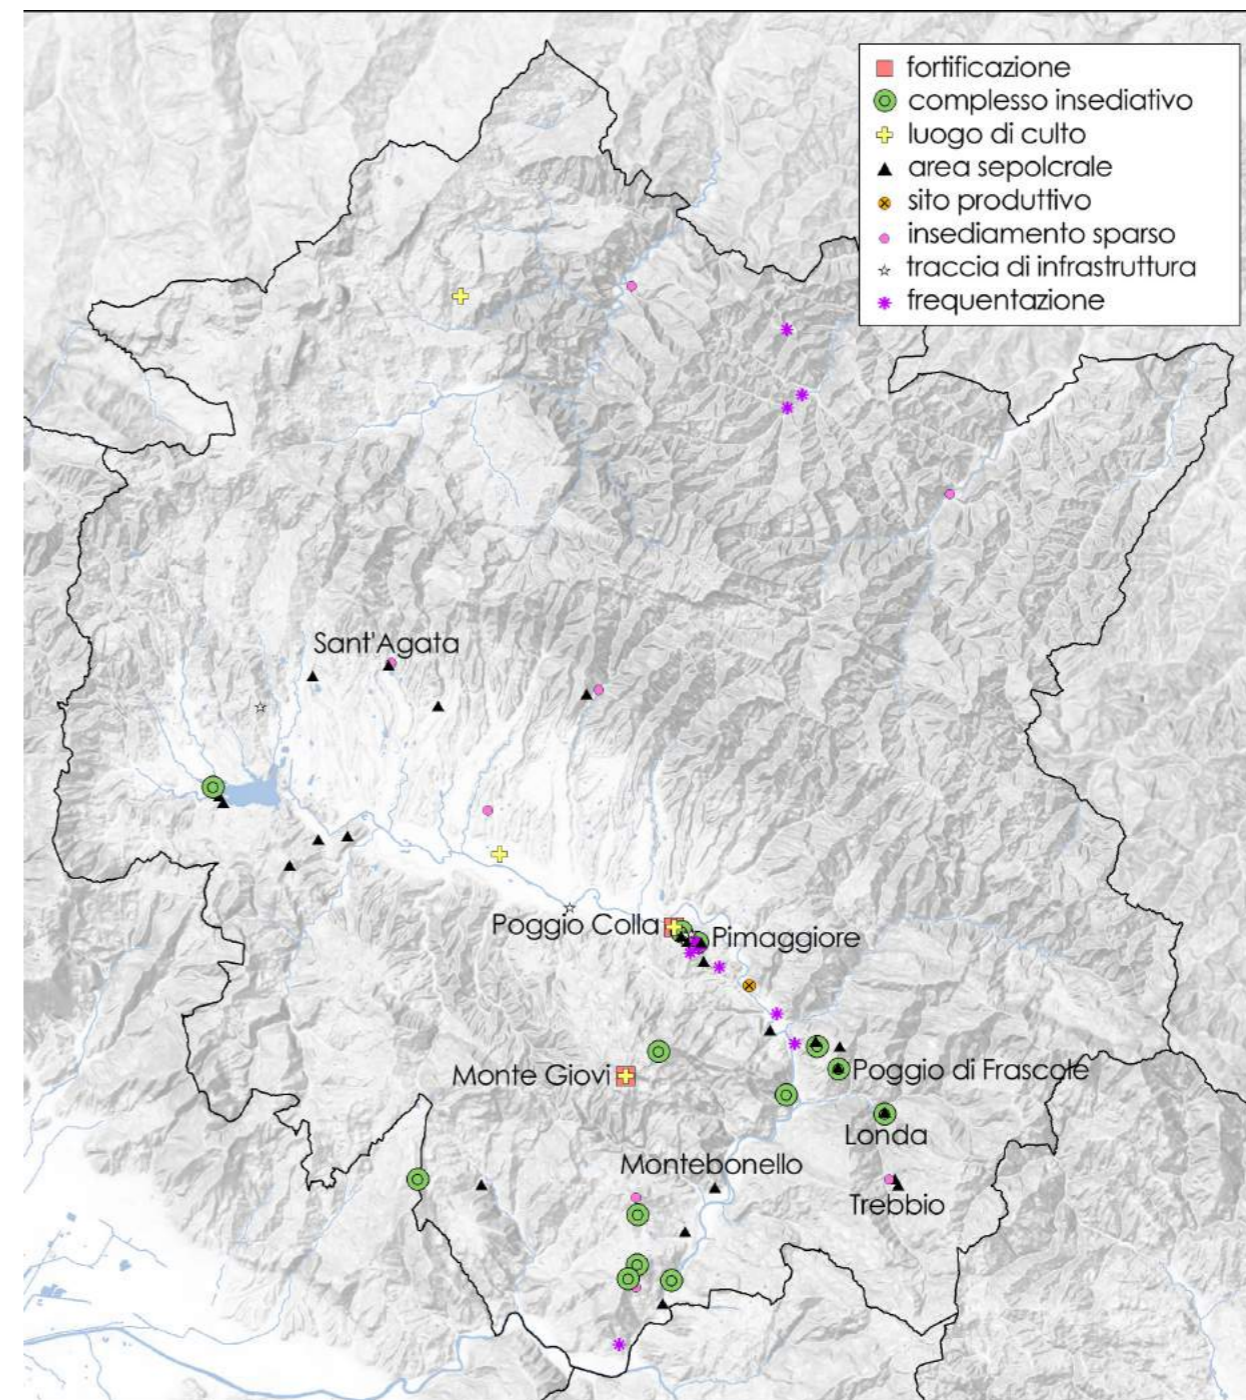 fortificazione
complesso insediativo
luogo di culto
area sepolcrale
sito produttivo
insediamento sparso
traccia di infrastruttura
frequentazione
Sant'Agata
Poggio Colla
Pimaggiore
Monte Giovi
Poggio di Frascole
Londa
Montebonello
Trebbio